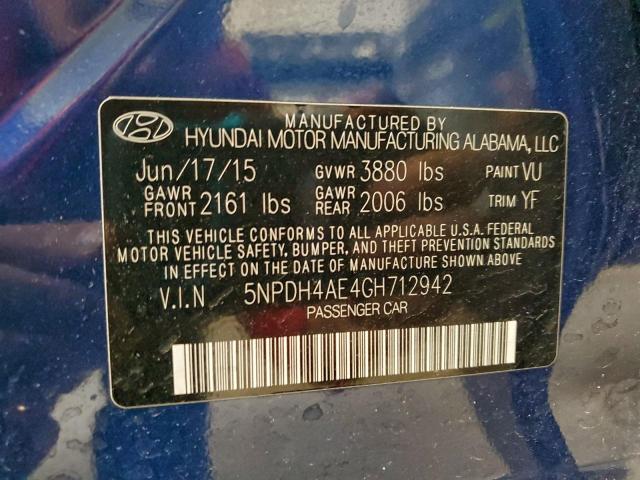 MANUFACTURED BY
HYUNDAI MOTOR MANUFACTURING ALABAMA, LLC
Jun/17/15 GVWR 3880 lbs PAINT VU
GAWR FRONT 2161 lbs GAWR REAR 2006 lbs TRIM YF
THIS VEHICLE CONFORMS TO ALL APPLICABLE U.S.A. FEDERAL
MOTOR VEHICLE SAFETY, BUMPER, AND THEFT PREVENTION STANDARDS
IN EFFECT ON THE DATE OF MANUFACTURE SHOWN ABOVE
V.I.N 5NPDH4AE4GH712942
PASSENGER CAR